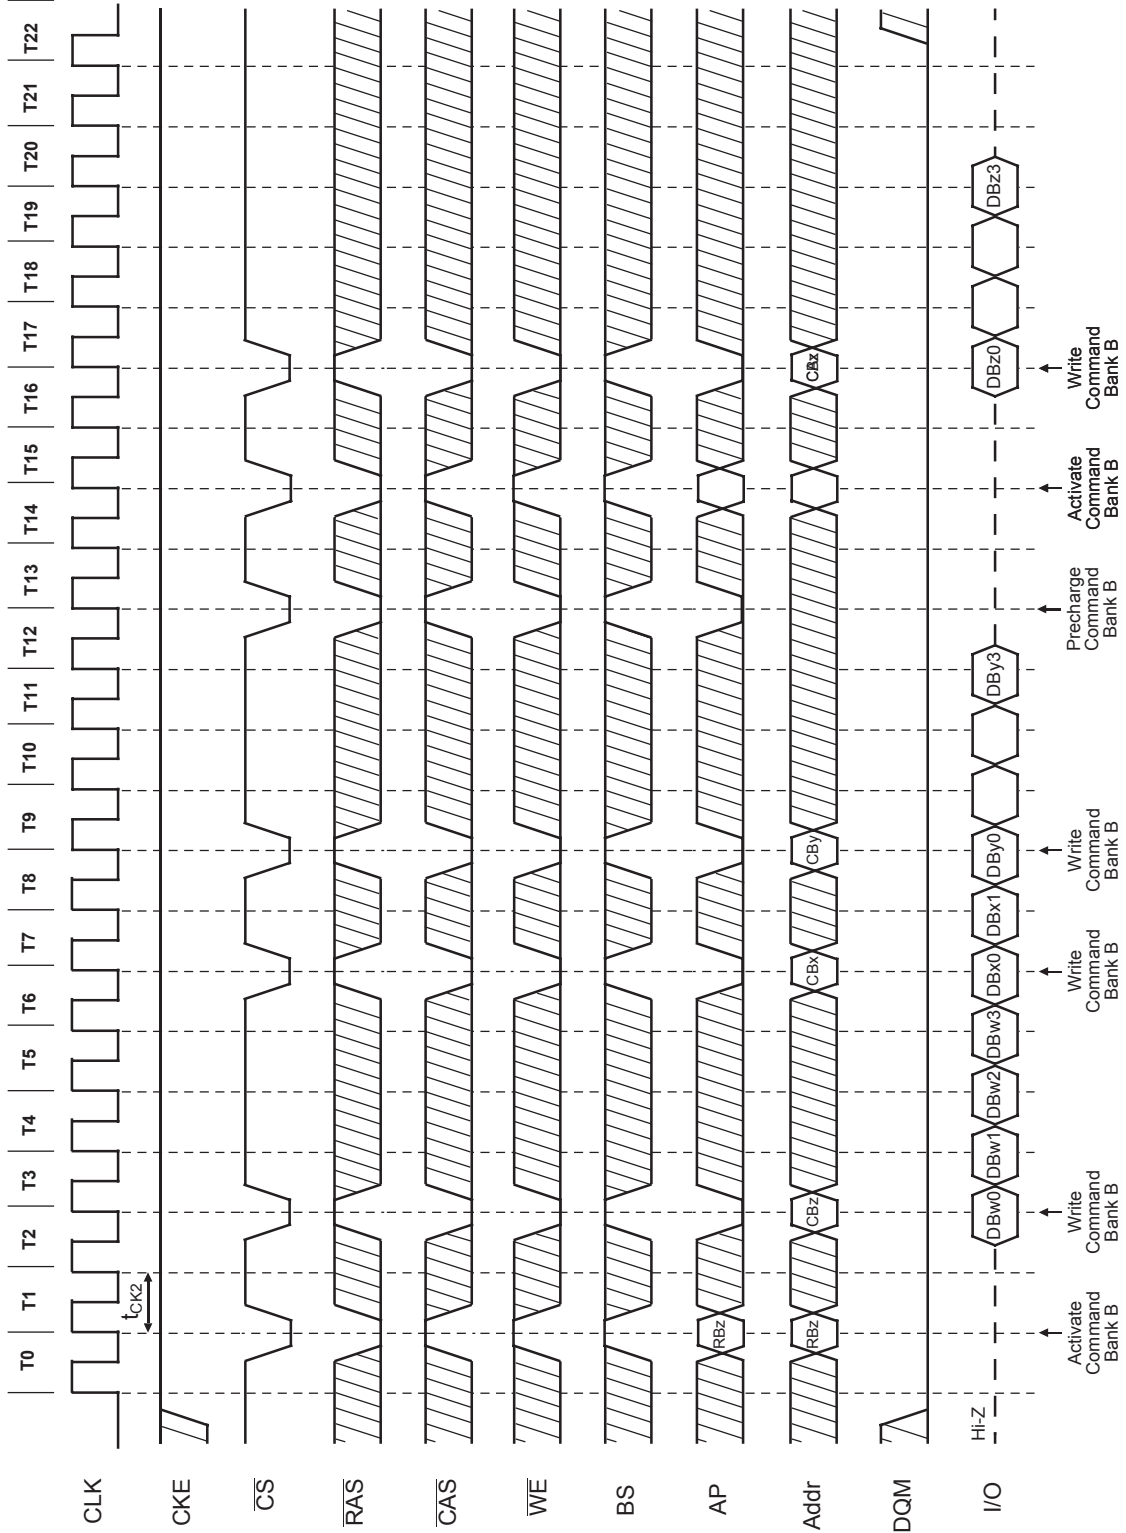 T0 T1 T2 T3 T4 T5 T6 T7 T8 T9 T10 T11 T12 T13 T14 T15 T16 T17 T18 T19 T20 T21 T22
CLK
tCK2
CKE
CS
RAS
CAS
WE
BS
AP
RBz
Addr
RBz CBz CBx CBy
DQM
I/O
Hi-Z
DBw0 DBw1 DBw2 DBw3 DBx0 DBx1 DBy0 DBy3 DBz0 DBz3
Activate
Command
Bank B
Write
Command
Bank B
Write
Command
Bank B
Write
Command
Bank B
Precharge
Command
Bank B
Activate
Command
Bank B
Write
Command
Bank B